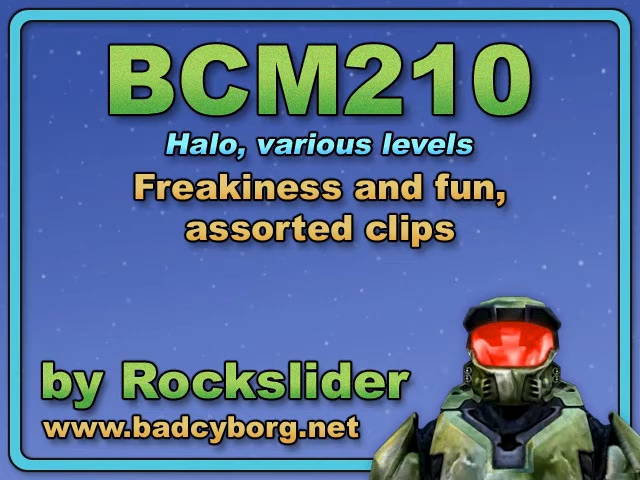 BCM210
Halo, various levels
Freakiness and fun,
assorted clips
by Rockslider
www.badcyborg.net